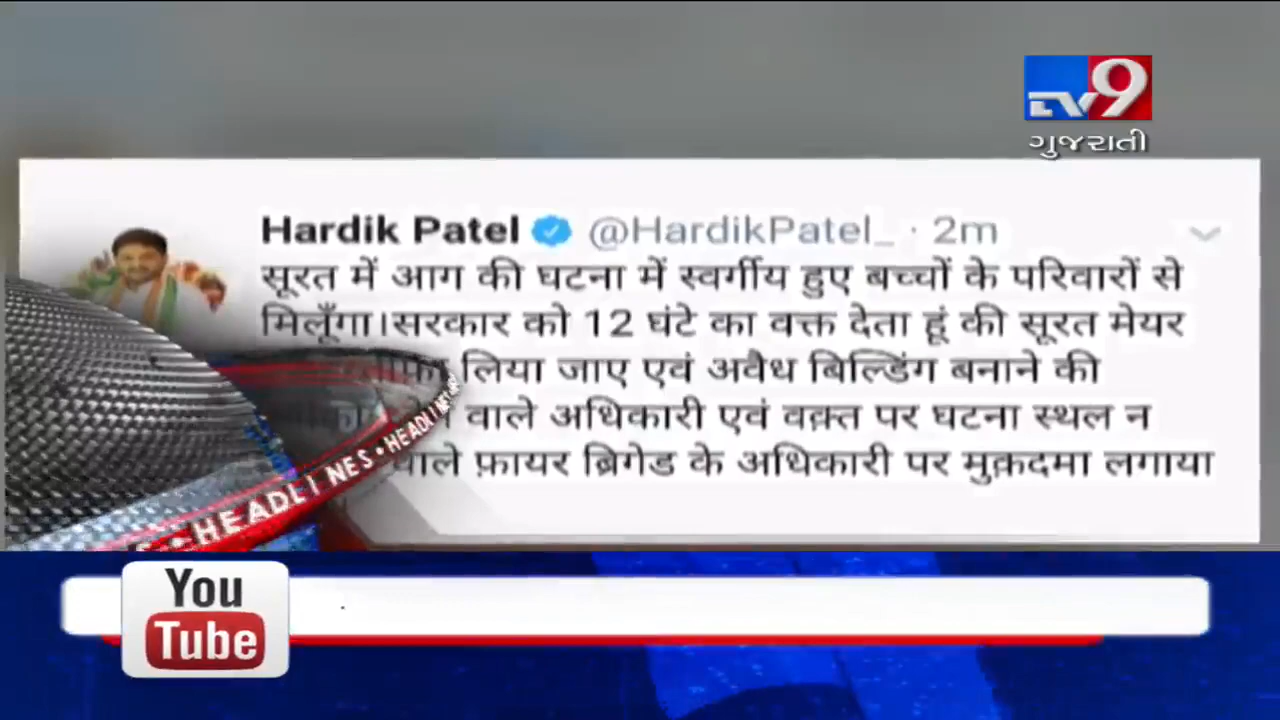 TV9
ગુજરાતી
Hardik Patel @HardikPatel_ · 2m
सूरत में आग की घटना में स्वर्गीय हुए बच्चों के परिवारों से
मिलूँगा।सरकार को 12 घंटे का वक्त देता हूं की सूरत मेयर
लिया जाए एवं अवैध बिल्डिंग बनाने की
वाले अधिकारी एवं वक़्त पर घटना स्थल न
वाले फ़ायर ब्रिगेड के अधिकारी पर मुक़दमा लगाया
HEADLINES • HEADLINES
You
Tube